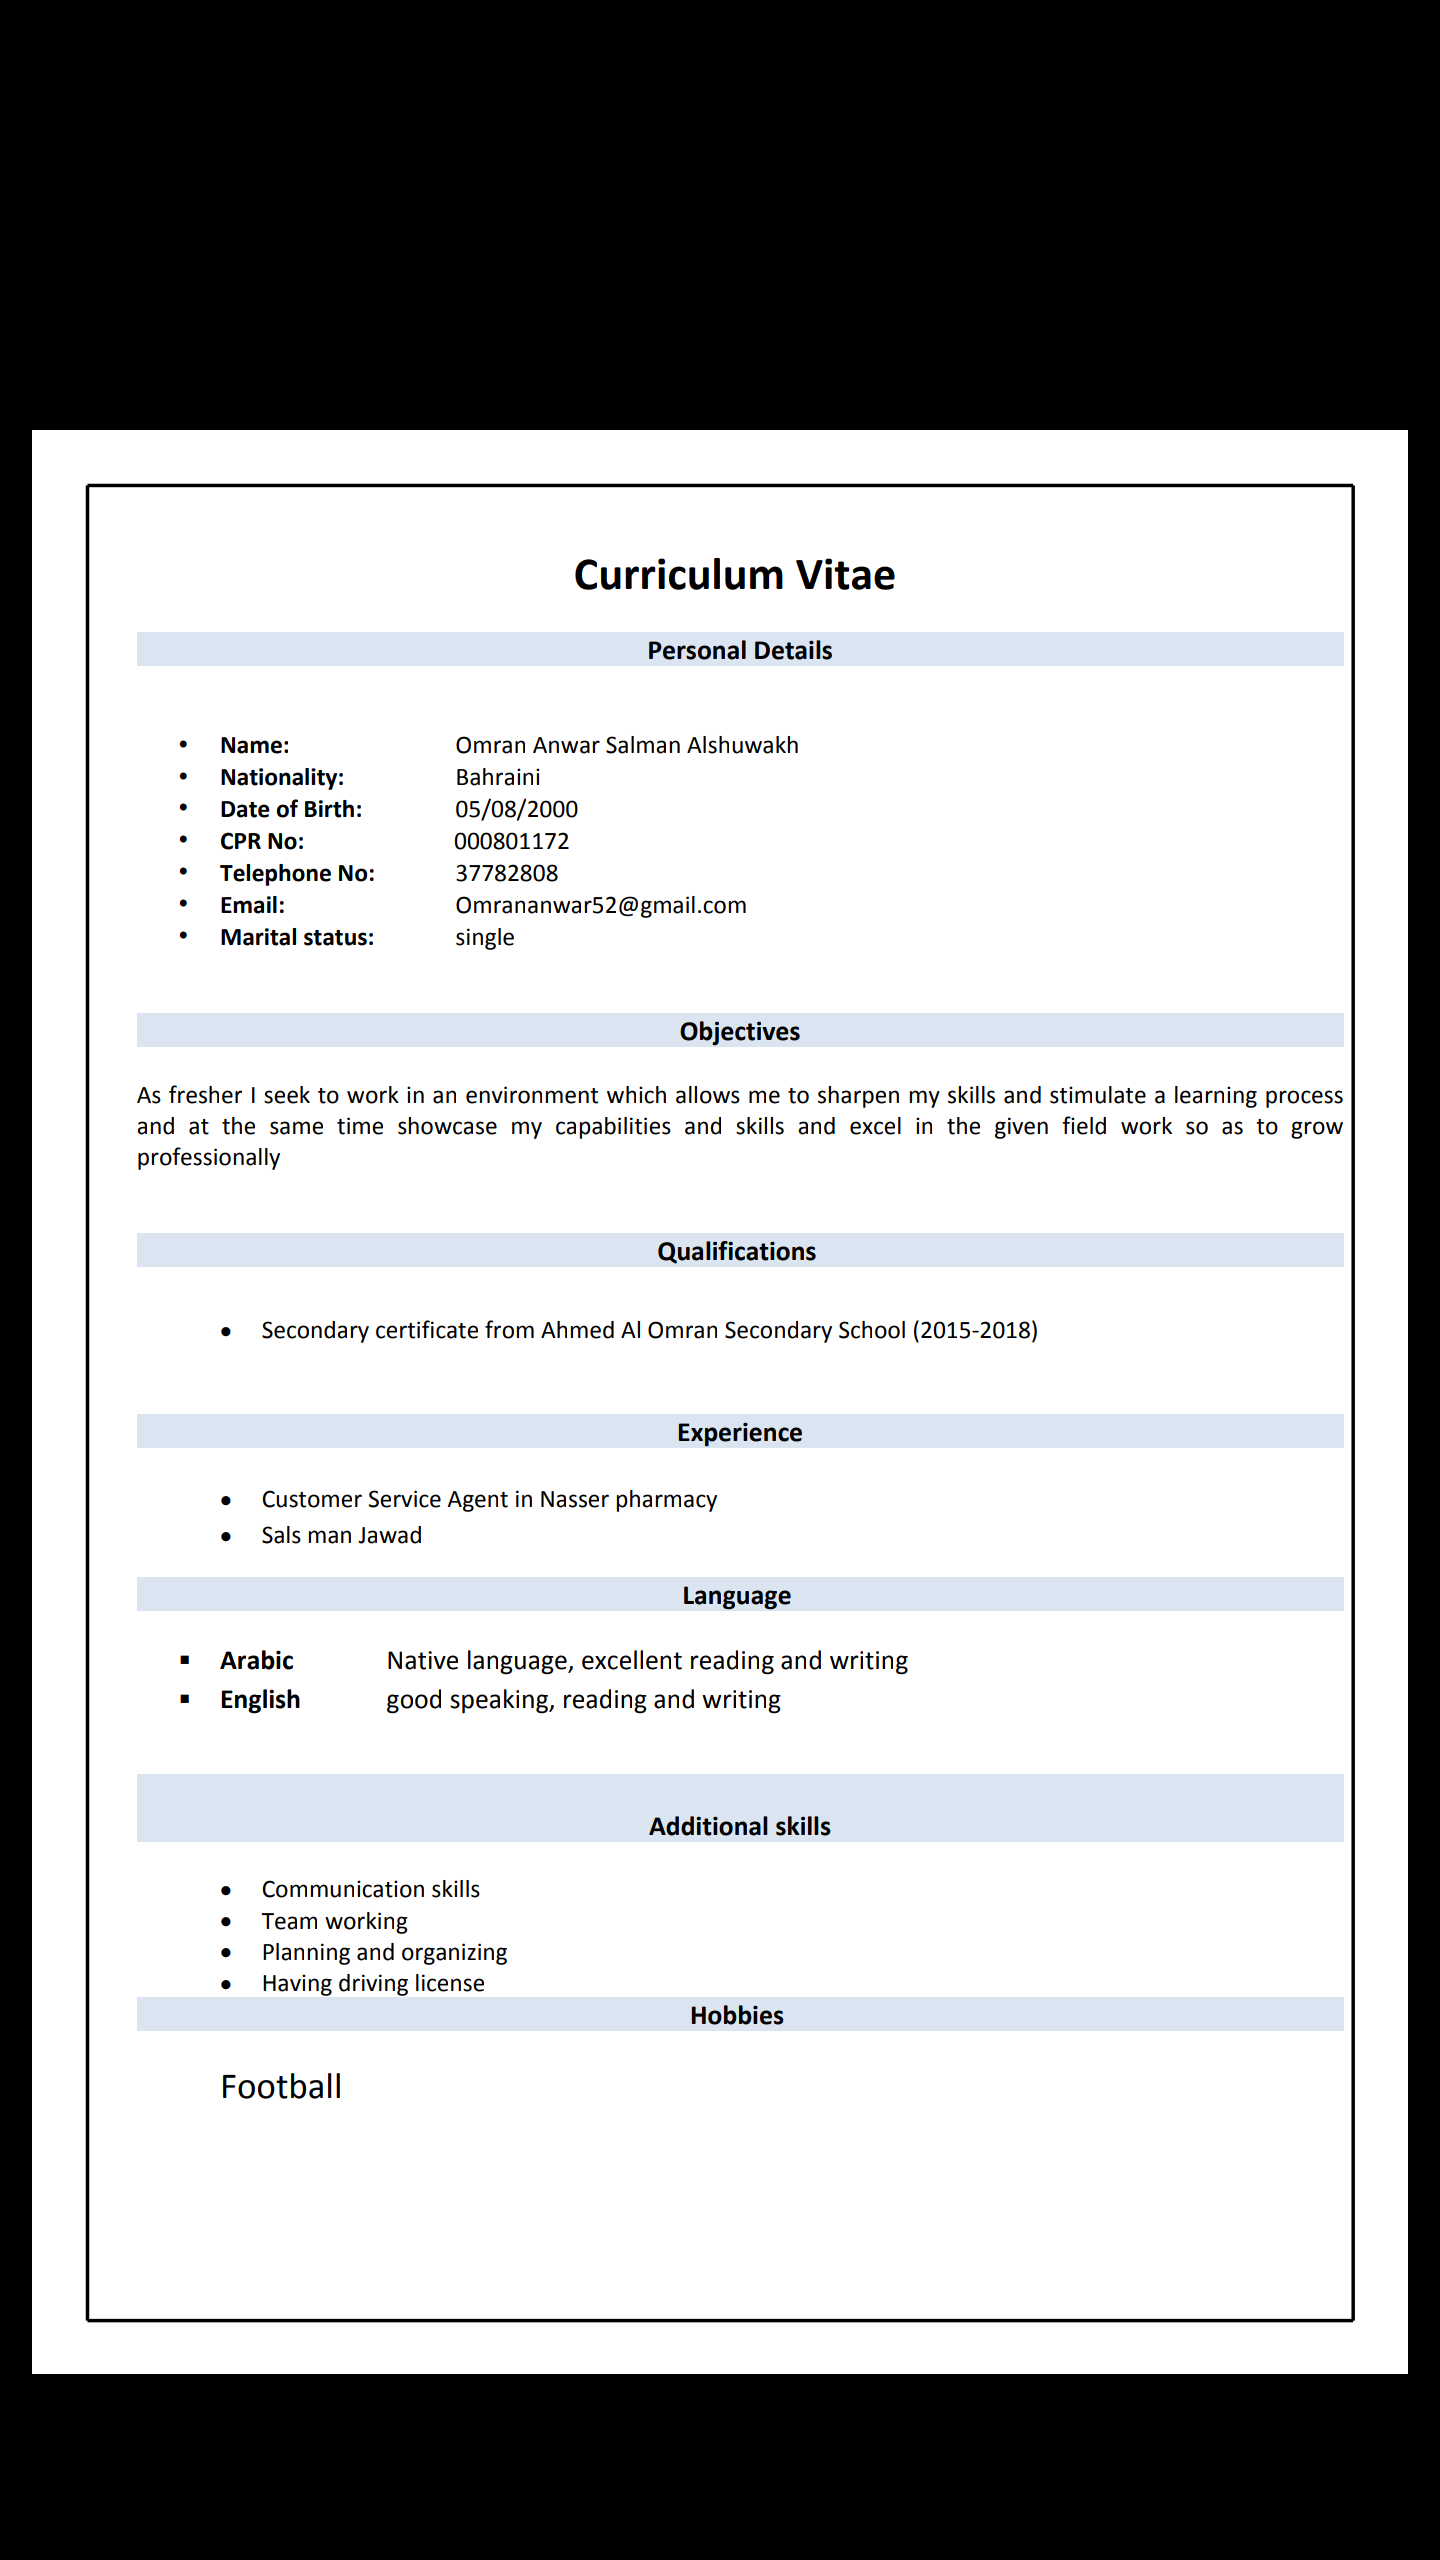 Curriculum Vitae
Personal Details
• Name: Omran Anwar Salman Alshuwakh
• Nationality: Bahraini
• Date of Birth: 05/08/2000
• CPR No: 000801172
• Telephone No: 37782808
• Email: Omrananwar52@gmail.com
• Marital status: single
Objectives
As fresher I seek to work in an environment which allows me to sharpen my skills and stimulate a learning process
and at the same time showcase my capabilities and skills and excel in the given field work so as to grow
professionally
Qualifications
• Secondary certificate from Ahmed Al Omran Secondary School (2015-2018)
Experience
• Customer Service Agent in Nasser pharmacy
• Sals man Jawad
Language
▪ Arabic Native language, excellent reading and writing
▪ English good speaking, reading and writing
Additional skills
• Communication skills
• Team working
• Planning and organizing
• Having driving license
Hobbies
Football